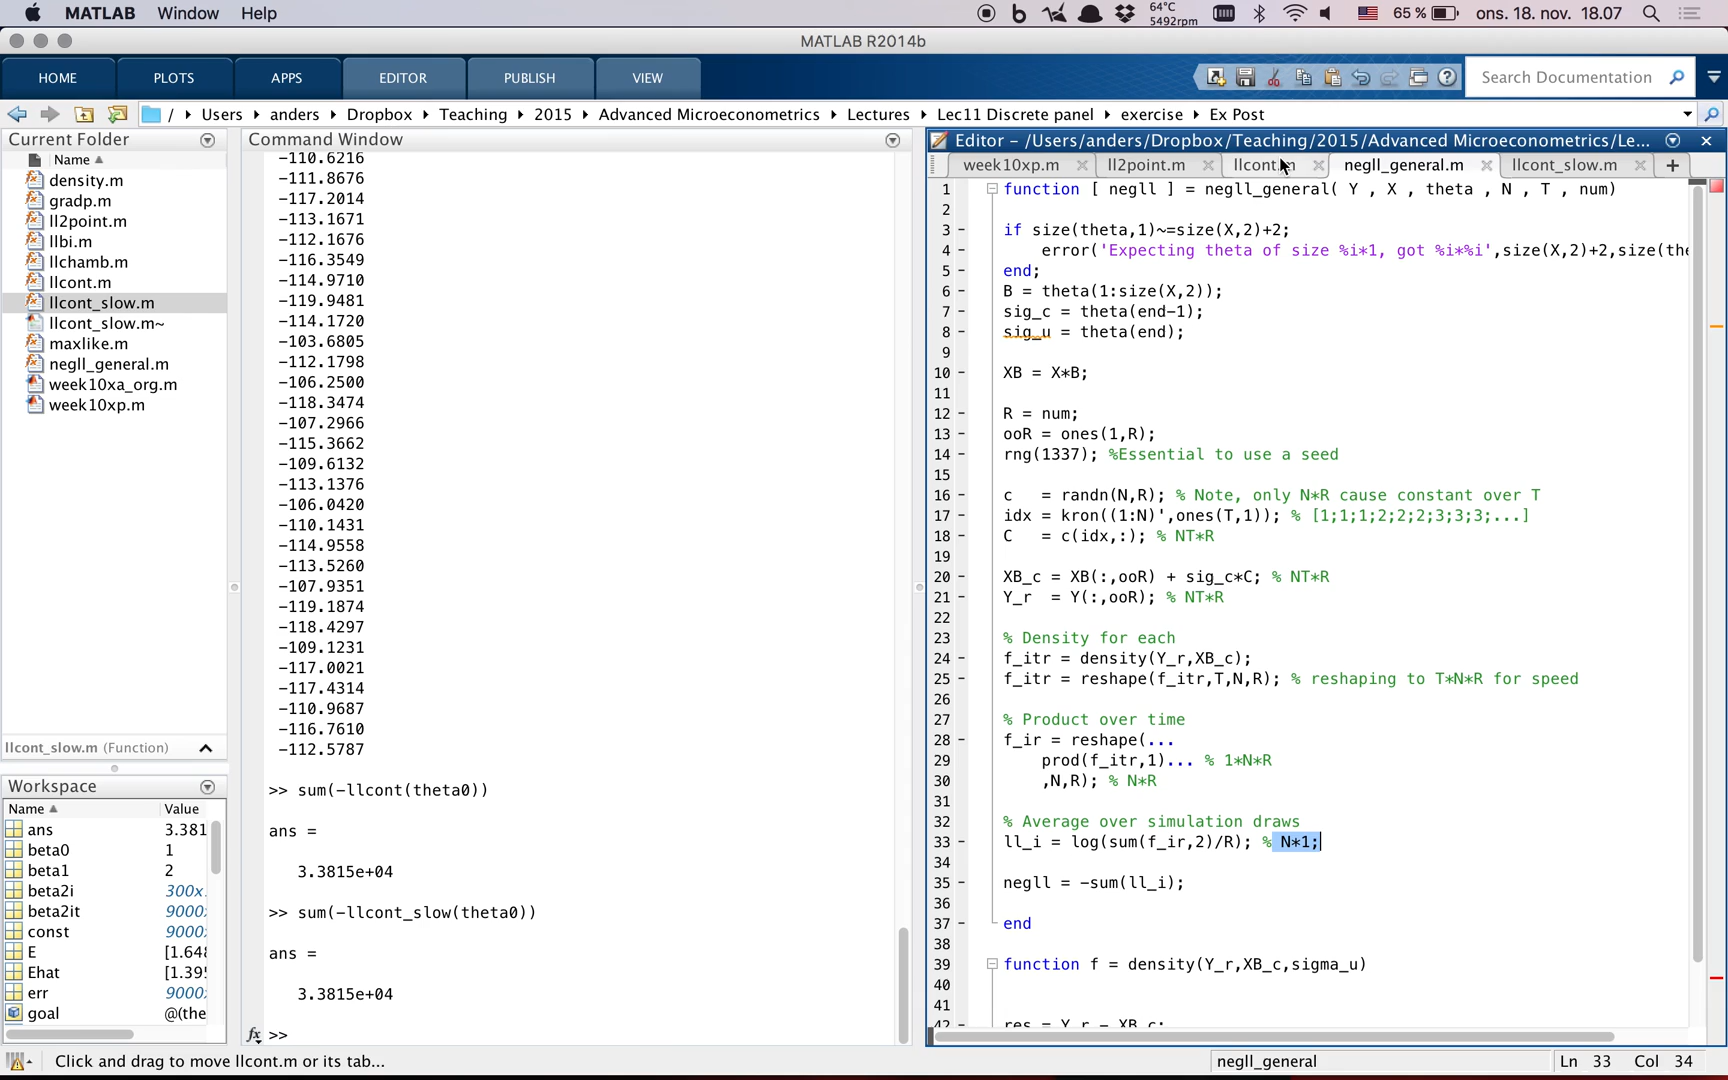 MATLAB Window Help
64°C
5492rpm
65 % ons. 18. nov. 18.07
MATLAB R2014b
HOME PLOTS APPS EDITOR PUBLISH VIEW
Search Documentation
/ Users anders Dropbox Teaching 2015 Advanced Microeconometrics Lectures Lec11 Discrete panel exercise Ex Post
Current Folder
Name
density.m
gradp.m
ll2point.m
llbi.m
llchamb.m
llcont.m
llcont_slow.m
llcont_slow.m~
maxlike.m
negll_general.m
week10xa_org.m
week10xp.m
llcont_slow.m (Function)
Workspace
Name Value
ans 3.381
beta0 1
beta1 2
beta2i 300x
beta2it 9000
const 9000
E [1.648
Ehat [1.395
err 9000
goal @(the
Command Window
-110.6216
-111.8676
-117.2014
-113.1671
-112.1676
-116.3549
-114.9710
-119.9481
-114.1720
-103.6805
-112.1798
-106.2500
-118.3474
-107.2966
-115.3662
-109.6132
-113.1376
-106.0420
-110.1431
-114.9558
-113.5260
-107.9351
-119.1874
-118.4297
-109.1231
-117.0021
-117.4314
-110.9687
-116.7610
-112.5787
>> sum(-llcont(theta0))
ans =
3.3815e+04
>> sum(-llcont_slow(theta0))
ans =
3.3815e+04
fx >>
Editor - /Users/anders/Dropbox/Teaching/2015/Advanced Microeconometrics/Le...
week10xp.m ll2point.m llcont.m negll_general.m llcont_slow.m +
1 function [ negll ] = negll_general( Y , X , theta , N , T , num)
2
3 if size(theta,1)~=size(X,2)+2;
4 error('Expecting theta of size %i*1, got %i*%i',size(X,2)+2,size(the
5 end;
6 B = theta(1:size(X,2));
7 sig_c = theta(end-1);
8 sig_u = theta(end);
9
10 XB = X*B;
11
12 R = num;
13 ooR = ones(1,R);
14 rng(1337); %Essential to use a seed
15
16 c = randn(N,R); % Note, only N*R cause constant over T
17 idx = kron((1:N)',ones(T,1)); % [1;1;1;2;2;2;3;3;3;...]
18 C = c(idx,:); % NT*R
19
20 XB_c = XB(:,ooR) + sig_c*C; % NT*R
21 Y_r = Y(:,ooR); % NT*R
22
23 % Density for each
24 f_itr = density(Y_r,XB_c);
25 f_itr = reshape(f_itr,T,N,R); % reshaping to T*N*R for speed
26
27 % Product over time
28 f_ir = reshape(...
29 prod(f_itr,1)... % 1*N*R
30 ,N,R); % N*R
31
32 % Average over simulation draws
33 ll_i = log(sum(f_ir,2)/R); % N*1;
34
35 negll = -sum(ll_i);
36
37 end
38
39 function f = density(Y_r,XB_c,sigma_u)
40
41
42 res = Y_r - XB_c;
Click and drag to move llcont.m or its tab...
negll_general
Ln 33 Col 34